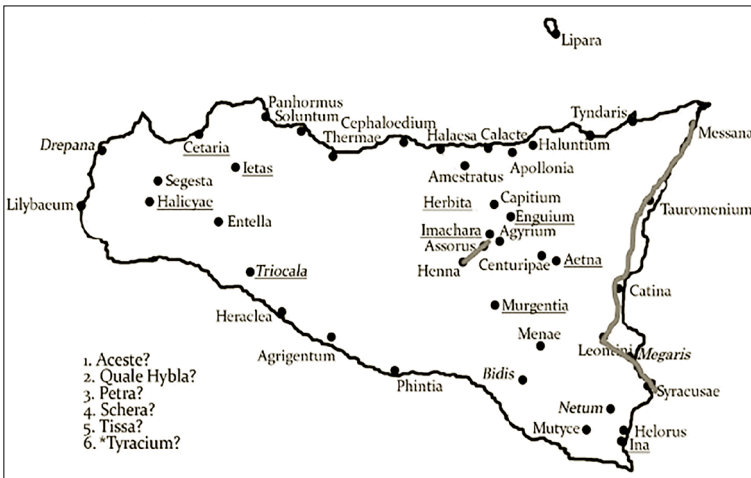 Lipara
Panhormus
Soluntum
Tyndaris
Messana
Cephaloedium
Thermae
Halaesa
Calacte
Haluntium
Drepana
Cetaria
Apollonia
Ietas
Amestratus
Segesta
Capitium
Herbita
Halicyae
Lilybaeum
Tauromenium
Enguium
Entella
Imachara
Agyrium
Assorus
Henna
Centuripae
Aetna
Triocala
Catina
Murgentia
Heraclea
Menae
Leontini
Megaris
Agrigentum
Bidis
Phintia
Syracusae
Netum
Mutyce
Helorus
Ina
1. Aceste?
2. Quale Hybla?
3. Petra?
4. Schera?
5. Tissa?
6. *Tyracium?